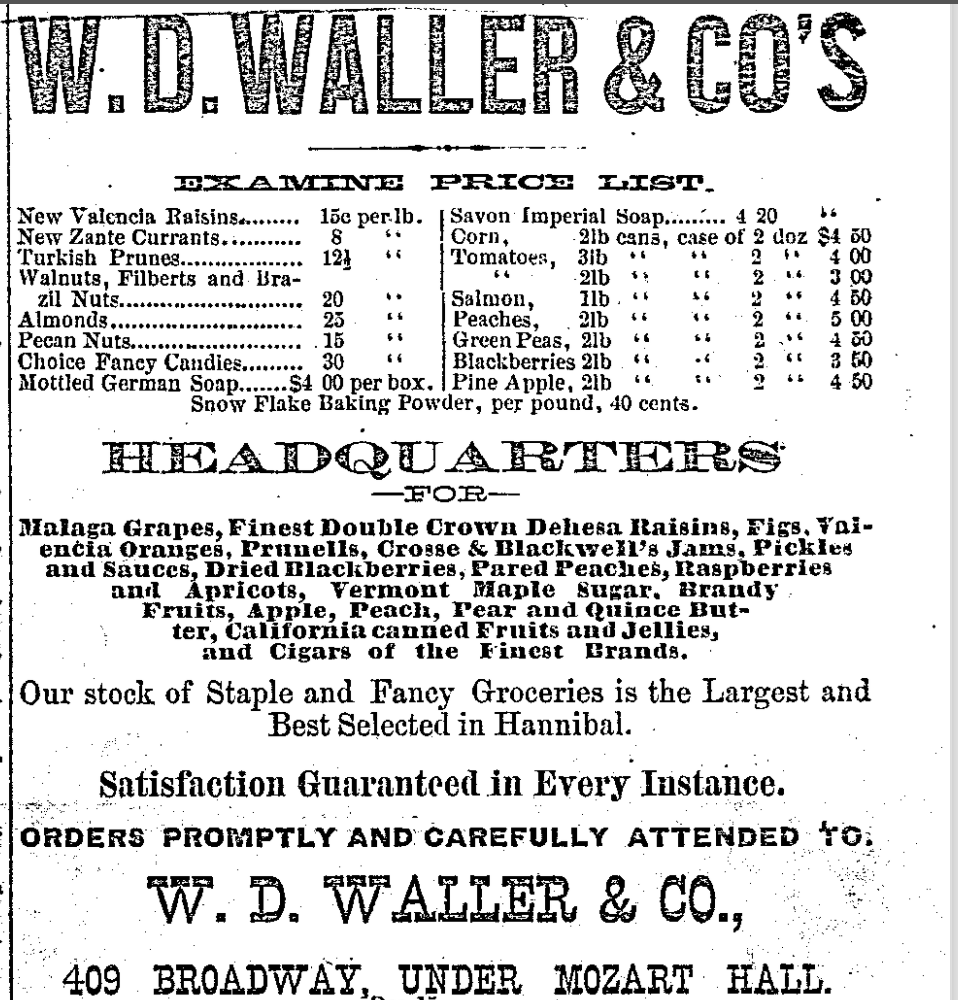 W. D. WALLER & CO'S
EXAMINE PRICE LIST.
New Valencia Raisins......... 15c per lb.
New Zante Currants............ 8 “
Turkish Prunes.................. 12½ “
Walnuts, Filberts and Bra-
zil Nuts.............................. 20 “
Almonds............................. 25 “
Pecan Nuts......................... 15 “
Choice Fancy Candies......... 30 “
Mottled German Soap.......$4 00 per box.
Savon Imperial Soap......... 4 20 “
Corn, 2lb cans, case of 2 doz $4 50
Tomatoes, 3lb “ “ 2 “ 4 00
“ 2lb “ “ 2 “ 3 00
Salmon, 1lb “ “ 2 “ 4 50
Peaches, 2lb “ “ 2 “ 5 00
Green Peas, 2lb “ “ 2 “ 4 50
Blackberries 2lb “ “ 2 “ 3 50
Pine Apple, 2lb “ “ 2 “ 4 50
Snow Flake Baking Powder, per pound, 40 cents.
HEADQUARTERS
—FOR—
Malaga Grapes, Finest Double Crown Dehesa Raisins, Figs, Val-
encia Oranges, Prunells, Crosse & Blackwell's Jams, Pickles
and Sauces, Dried Blackberries, Pared Peaches, Raspberries
and Apricots, Vermont Maple Sugar, Brandy
Fruits, Apple, Peach, Pear and Quince But-
ter, California canned Fruits and Jellies,
and Cigars of the Finest Brands.
Our stock of Staple and Fancy Groceries is the Largest and
Best Selected in Hannibal.
Satisfaction Guaranteed in Every Instance.
ORDERS PROMPTLY AND CAREFULLY ATTENDED TO.
W. D. WALLER & CO.,
409 BROADWAY, UNDER MOZART HALL.